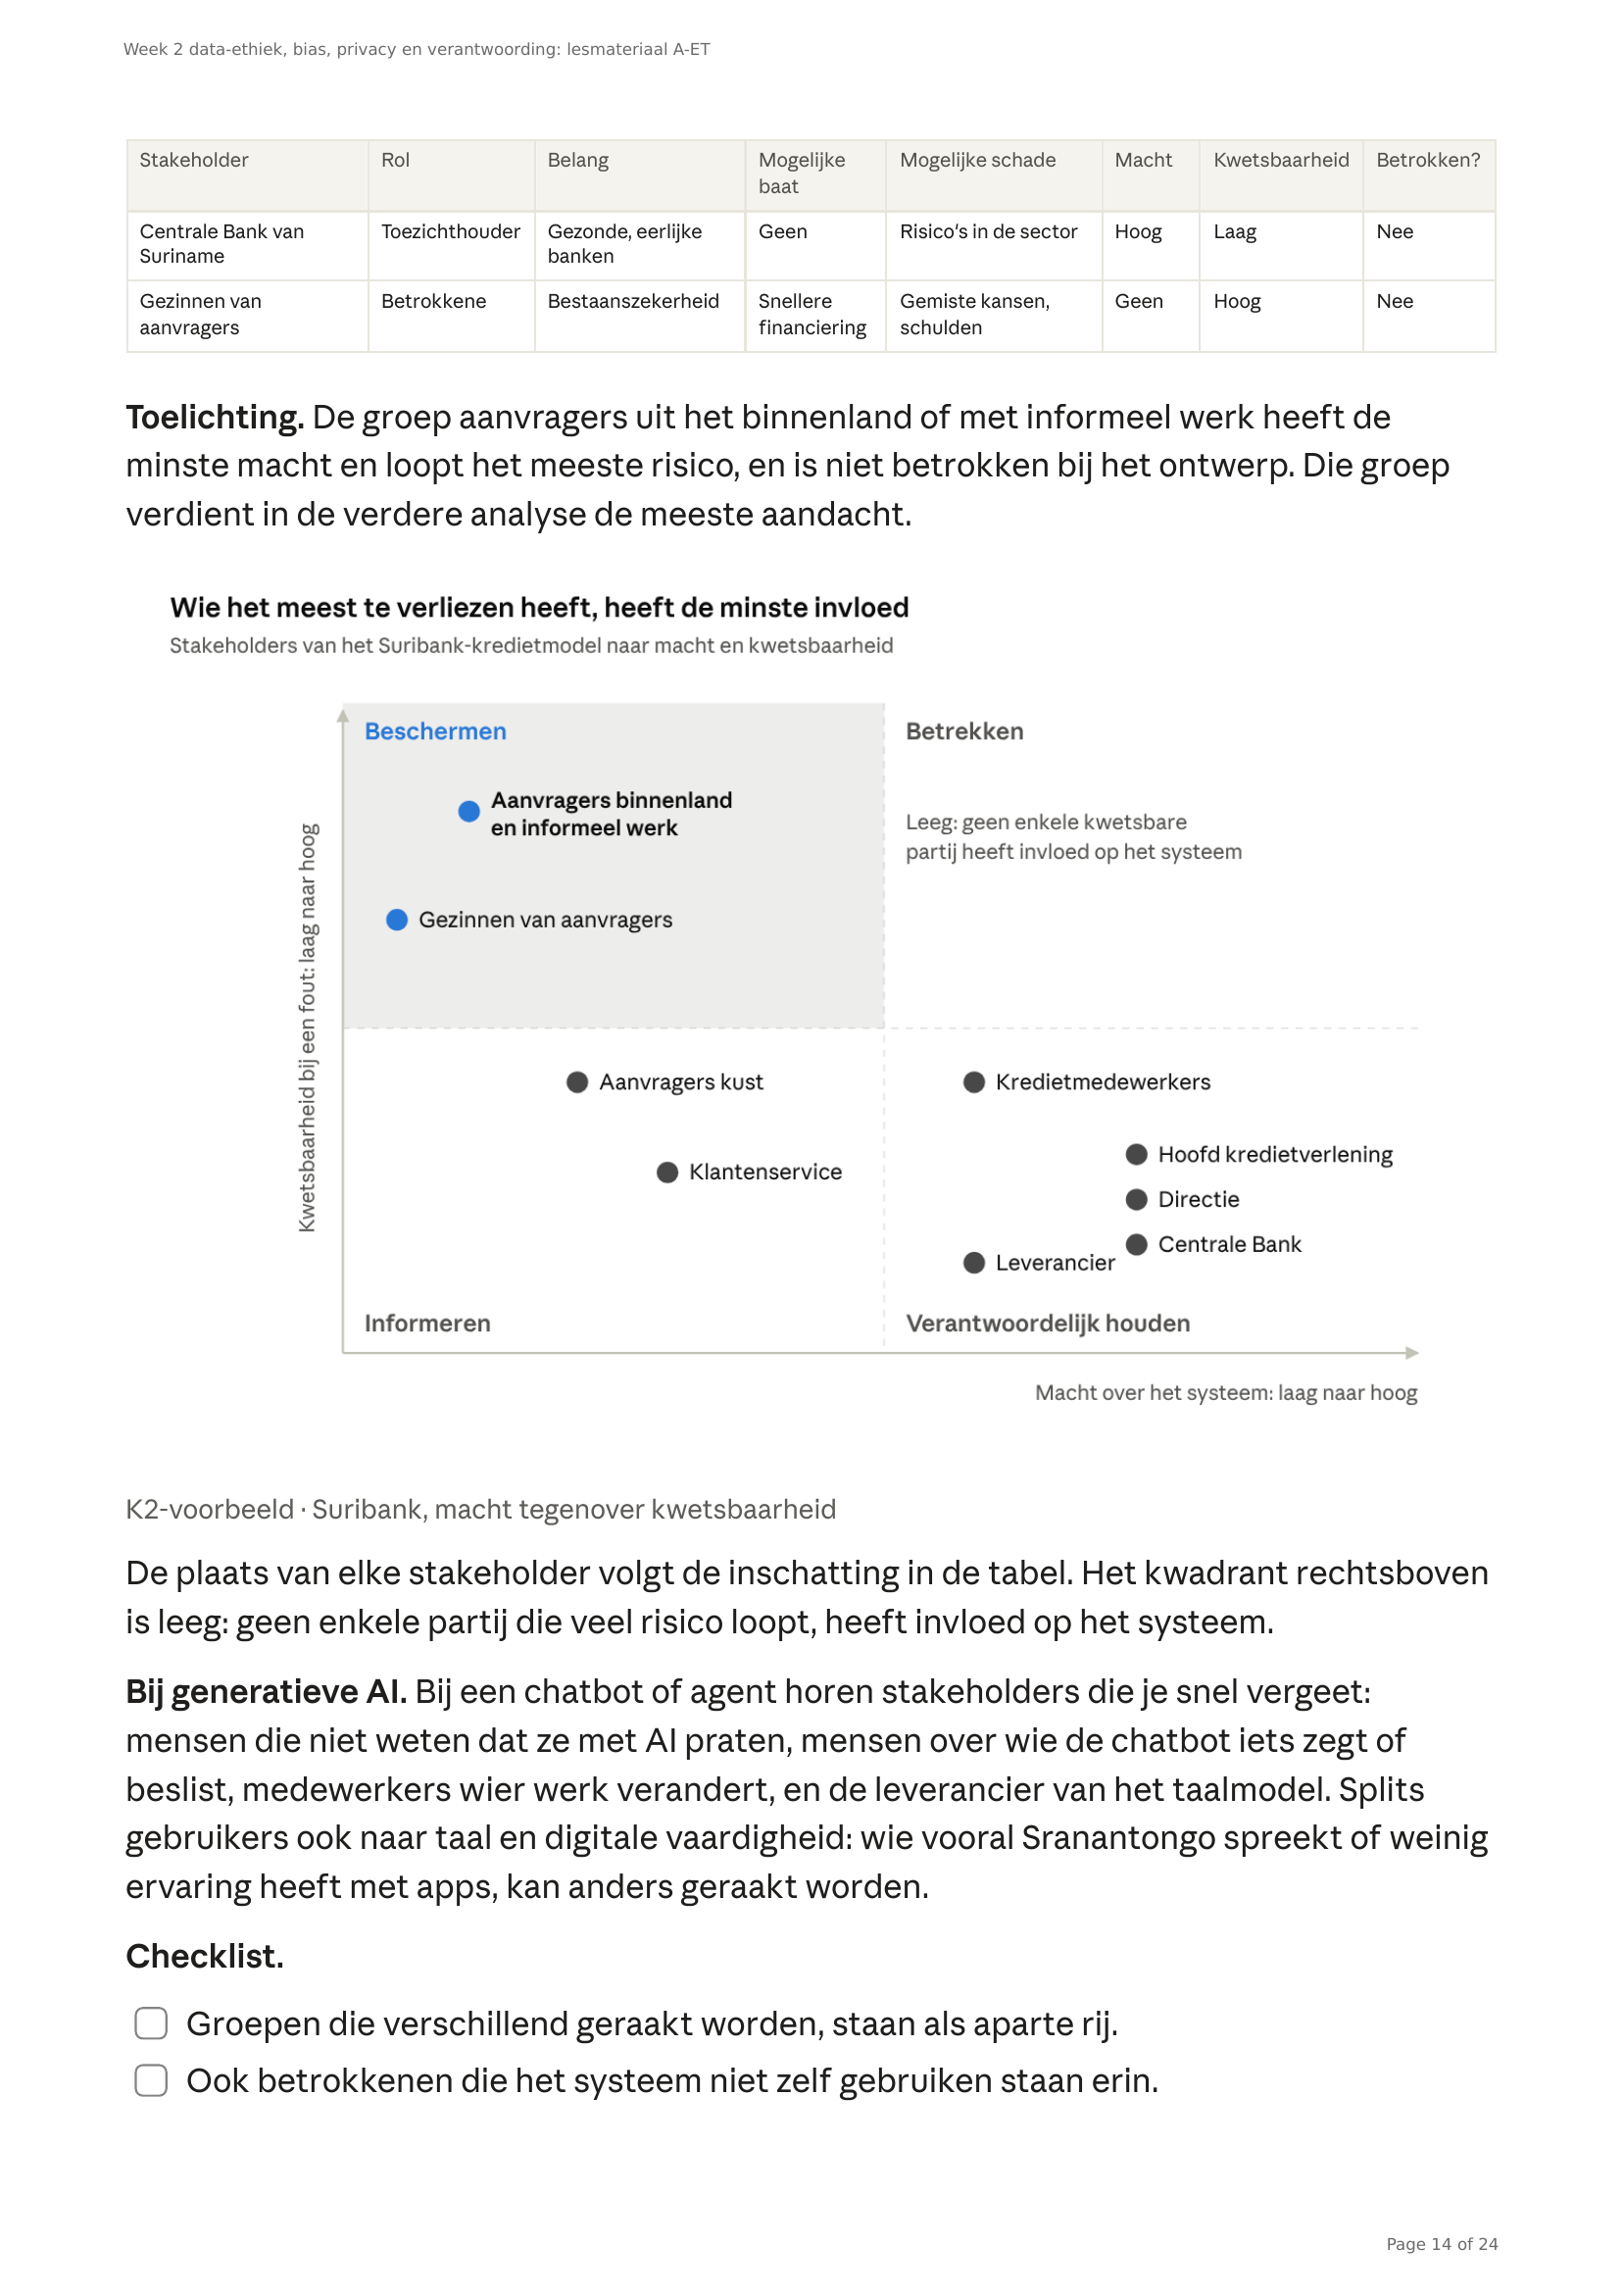 Week 2 data-ethiek, bias, privacy en verantwoording: lesmateriaal A-ET
Stakeholder Rol Belang Mogelijke baat Mogelijke schade Macht Kwetsbaarheid Betrokken?
Centrale Bank van Suriname Toezichthouder Gezonde, eerlijke banken Geen Risico's in de sector Hoog Laag Nee
Gezinnen van aanvragers Betrokkene Bestaanszekerheid Snellere financiering Gemiste kansen, schulden Geen Hoog Nee
Toelichting. De groep aanvragers uit het binnenland of met informeel werk heeft de
minste macht en loopt het meeste risico, en is niet betrokken bij het ontwerp. Die groep
verdient in de verdere analyse de meeste aandacht.
Wie het meest te verliezen heeft, heeft de minste invloed
Stakeholders van het Suribank-kredietmodel naar macht en kwetsbaarheid
Beschermen
Betrekken
Aanvragers binnenland
en informeel werk
Leeg: geen enkele kwetsbare
partij heeft invloed op het systeem
Gezinnen van aanvragers
Kwetsbaarheid bij een fout: laag naar hoog
Aanvragers kust
Kredietmedewerkers
Klantenservice
Hoofd kredietverlening
Directie
Centrale Bank
Leverancier
Informeren
Verantwoordelijk houden
Macht over het systeem: laag naar hoog
K2-voorbeeld · Suribank, macht tegenover kwetsbaarheid
De plaats van elke stakeholder volgt de inschatting in de tabel. Het kwadrant rechtsboven
is leeg: geen enkele partij die veel risico loopt, heeft invloed op het systeem.
Bij generatieve AI. Bij een chatbot of agent horen stakeholders die je snel vergeet:
mensen die niet weten dat ze met AI praten, mensen over wie de chatbot iets zegt of
beslist, medewerkers wier werk verandert, en de leverancier van het taalmodel. Splits
gebruikers ook naar taal en digitale vaardigheid: wie vooral Sranantongo spreekt of weinig
ervaring heeft met apps, kan anders geraakt worden.
Checklist.
Groepen die verschillend geraakt worden, staan als aparte rij.
Ook betrokkenen die het systeem niet zelf gebruiken staan erin.
Page 14 of 24